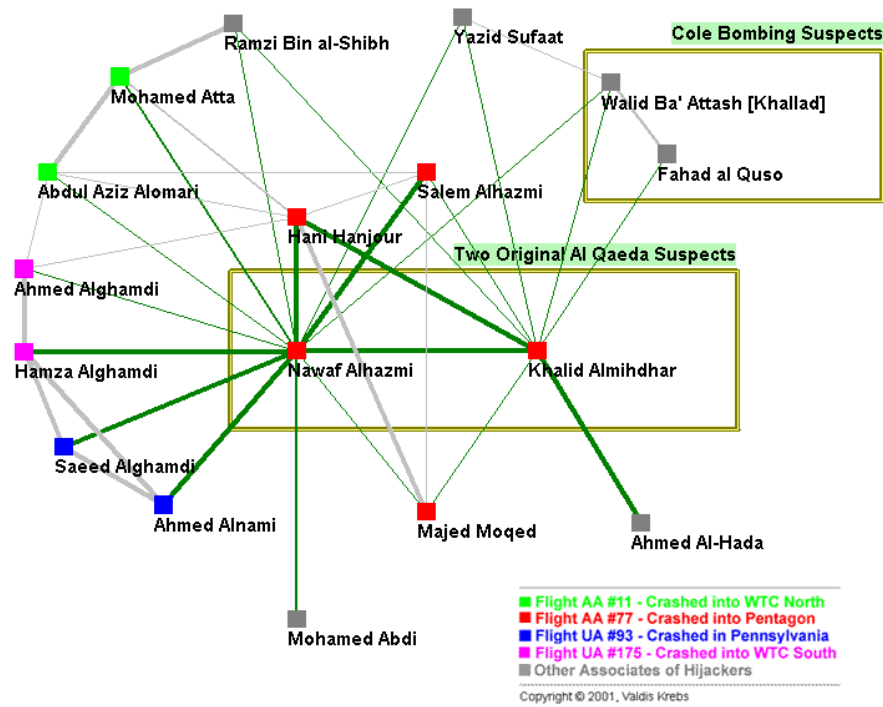 Cole Bombing Suspects
Ramzi Bin al-Shibh
Yazid Sufaat
Mohamed Atta
Walid Ba' Attash [Khallad]
Fahad al Quso
Abdul Aziz Alomari
Salem Alhazmi
Hani Hanjour
Two Original Al Qaeda Suspects
Ahmed Alghamdi
Hamza Alghamdi
Nawaf Alhazmi
Khalid Almihdhar
Saeed Alghamdi
Ahmed Alnami
Majed Moqed
Ahmed Al-Hada
Mohamed Abdi
Flight AA #11 - Crashed into WTC North
Flight AA #77 - Crashed into Pentagon
Flight UA #93 - Crashed in Pennsylvania
Flight UA #175 - Crashed into WTC South
Other Associates of Hijackers
Copyright © 2001, Valdis Krebs